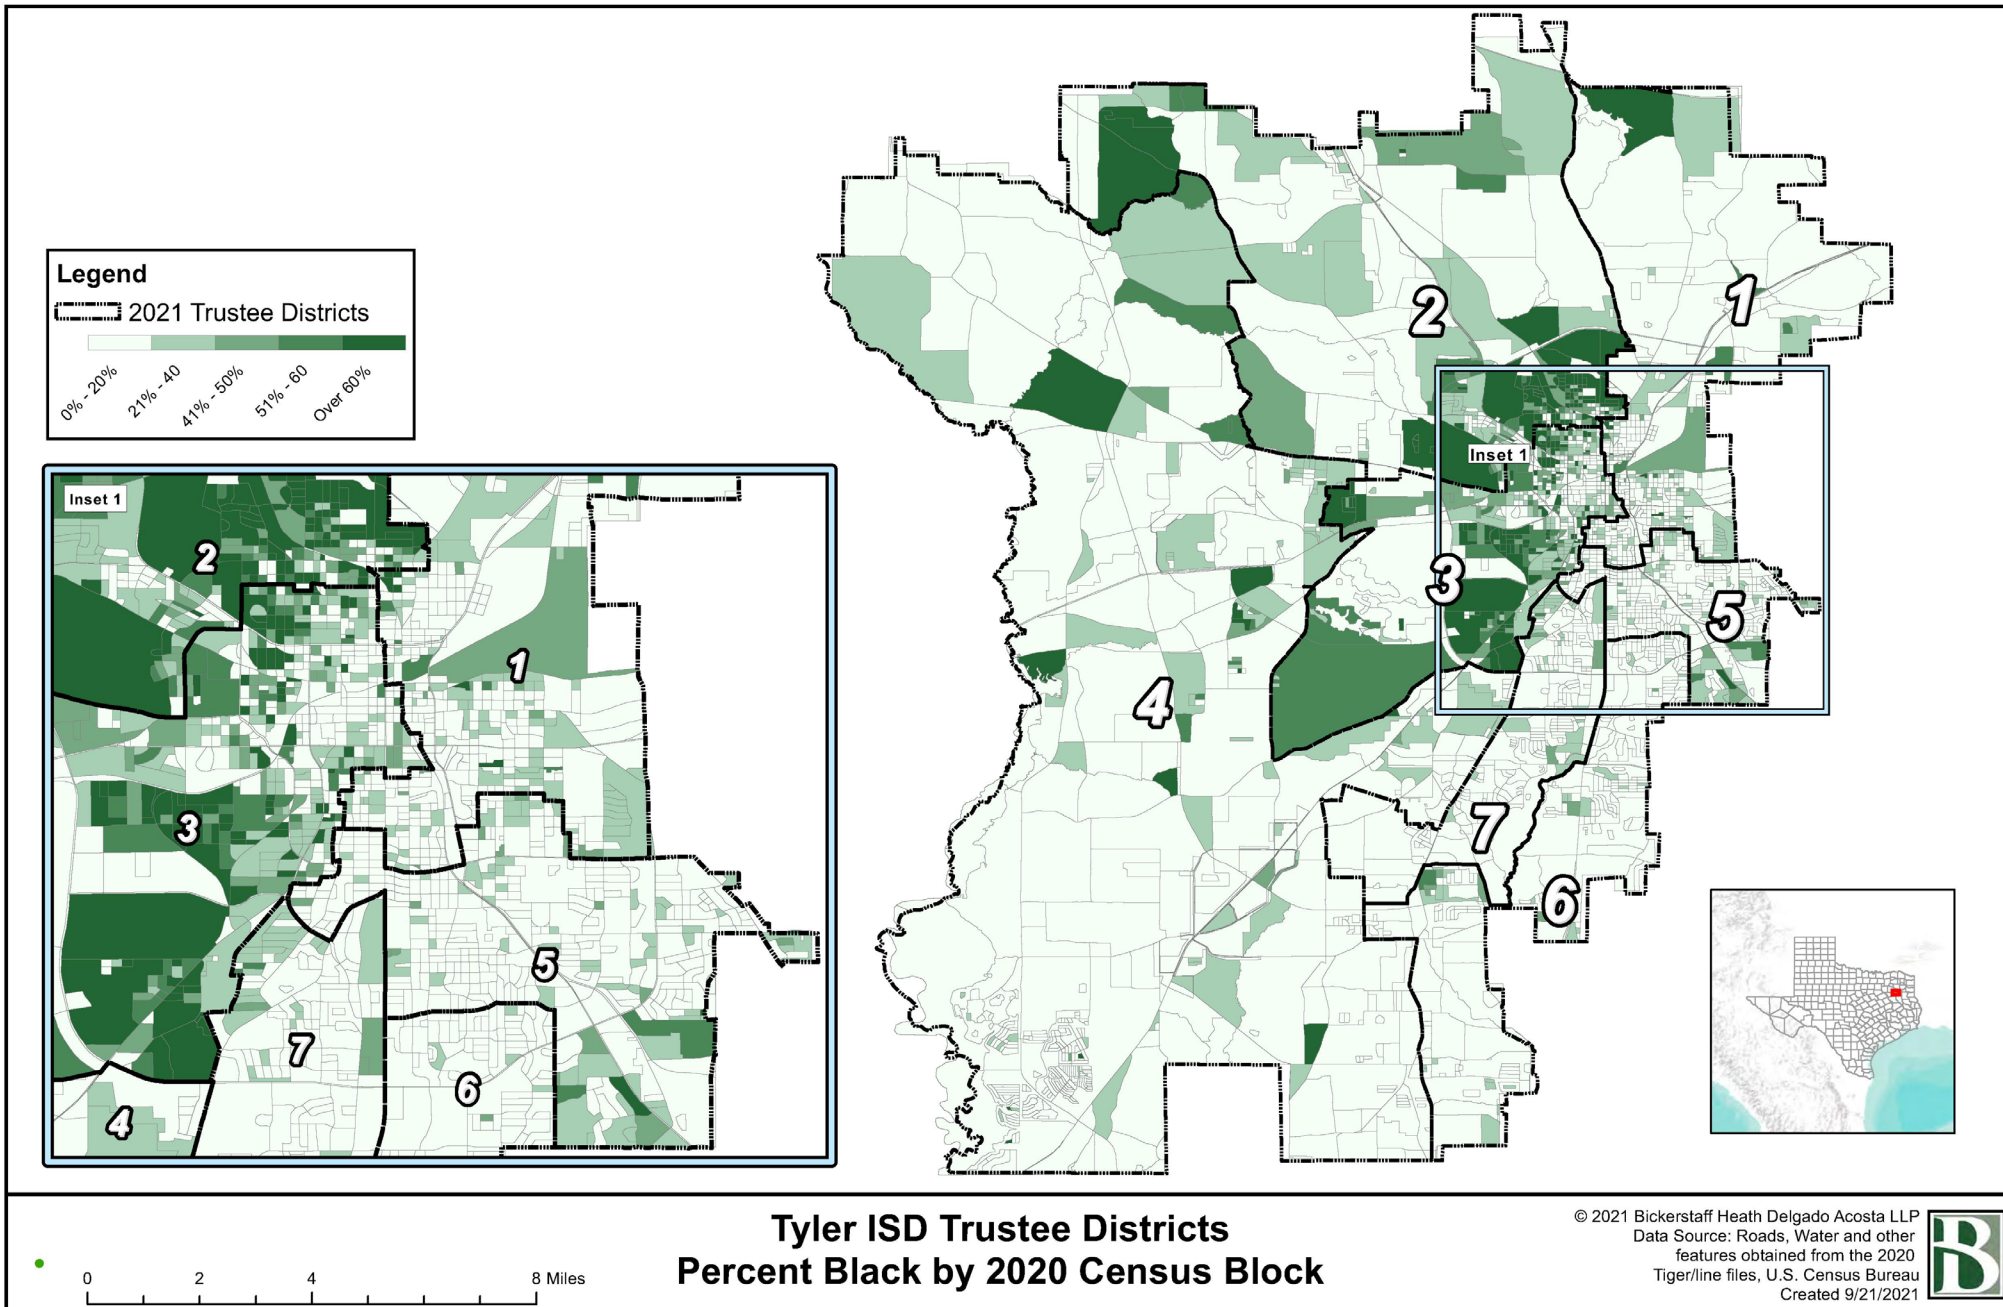 Legend
2021 Trustee Districts
0% - 20%
21% - 40
41% - 50%
51% - 60
Over 60%
Inset 1
2
1
3
7
5
6
4
2
1
Inset 1
3
5
4
7
6
0 2 4 8 Miles
Tyler ISD Trustee Districts
Percent Black by 2020 Census Block
© 2021 Bickerstaff Heath Delgado Acosta LLP
Data Source: Roads, Water and other
features obtained from the 2020
Tiger/line files, U.S. Census Bureau
Created 9/21/2021
B